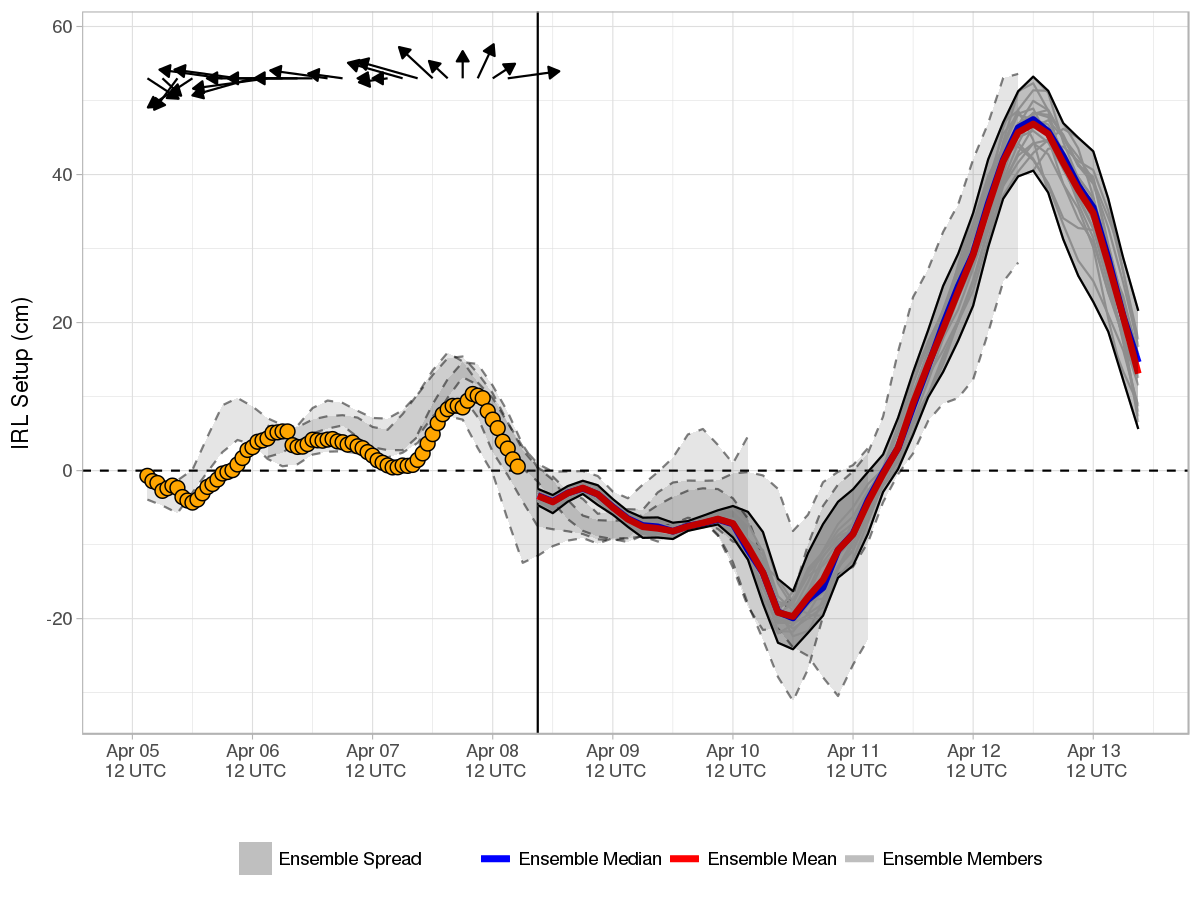 60
40
20
0
-20
IRL Setup (cm)
Apr 05 Apr 06 Apr 07 Apr 08 Apr 09 Apr 10 Apr 11 Apr 12 Apr 13
12 UTC 12 UTC 12 UTC 12 UTC 12 UTC 12 UTC 12 UTC 12 UTC 12 UTC
Ensemble Spread Ensemble Median Ensemble Mean Ensemble Members